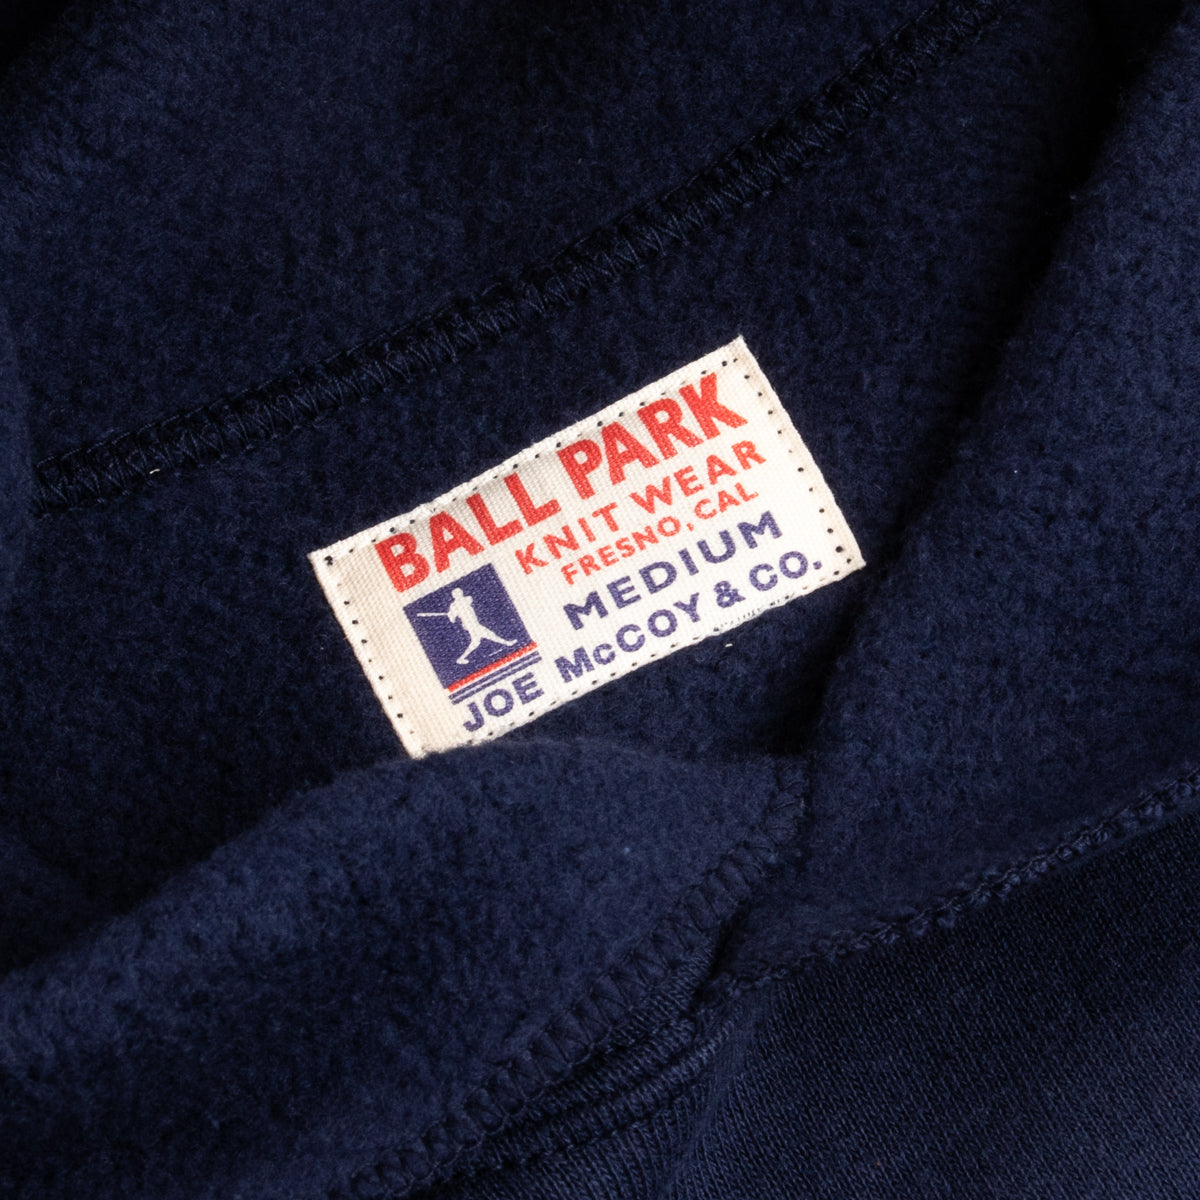 BALL PARK
KNIT WEAR
FRESNO, CAL
MEDIUM
JOE McCOY & CO.